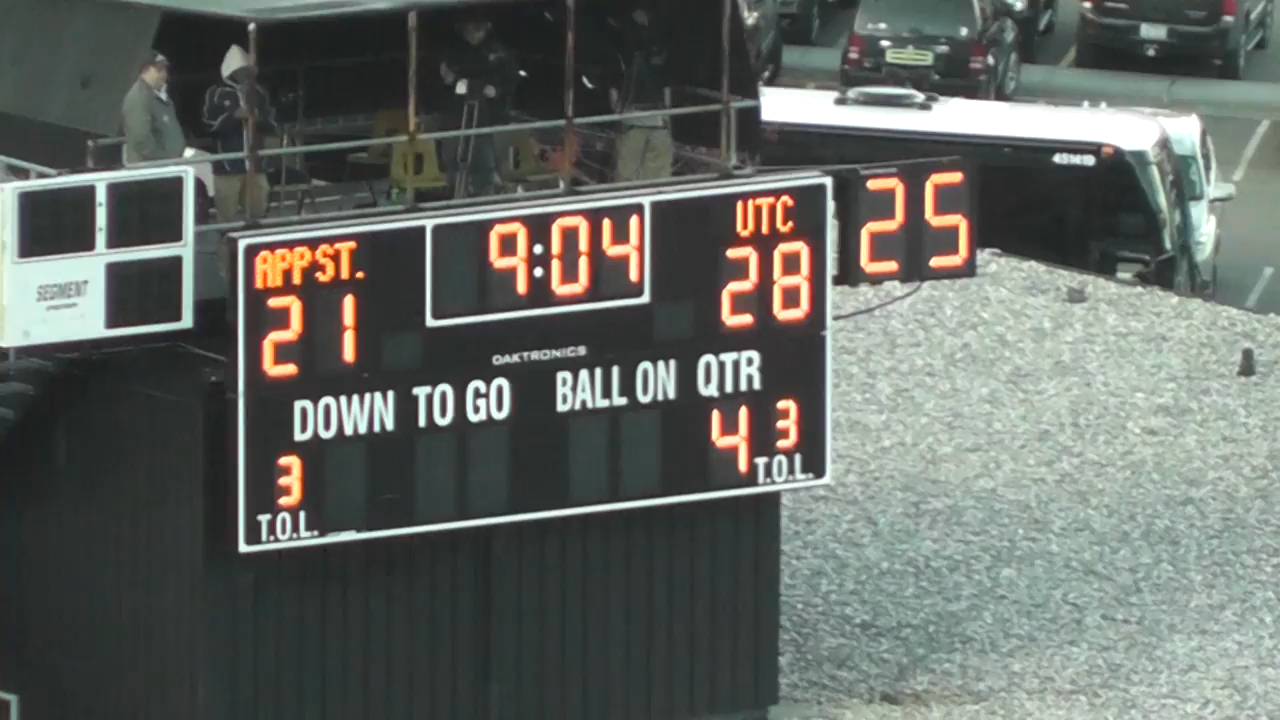 451419
25
UTC
APP ST.
9:04
28
21
SEGMENT
OAKTRONICS
DOWN TO GO BALL ON QTR
4 3
3
T.O.L.
T.O.L.